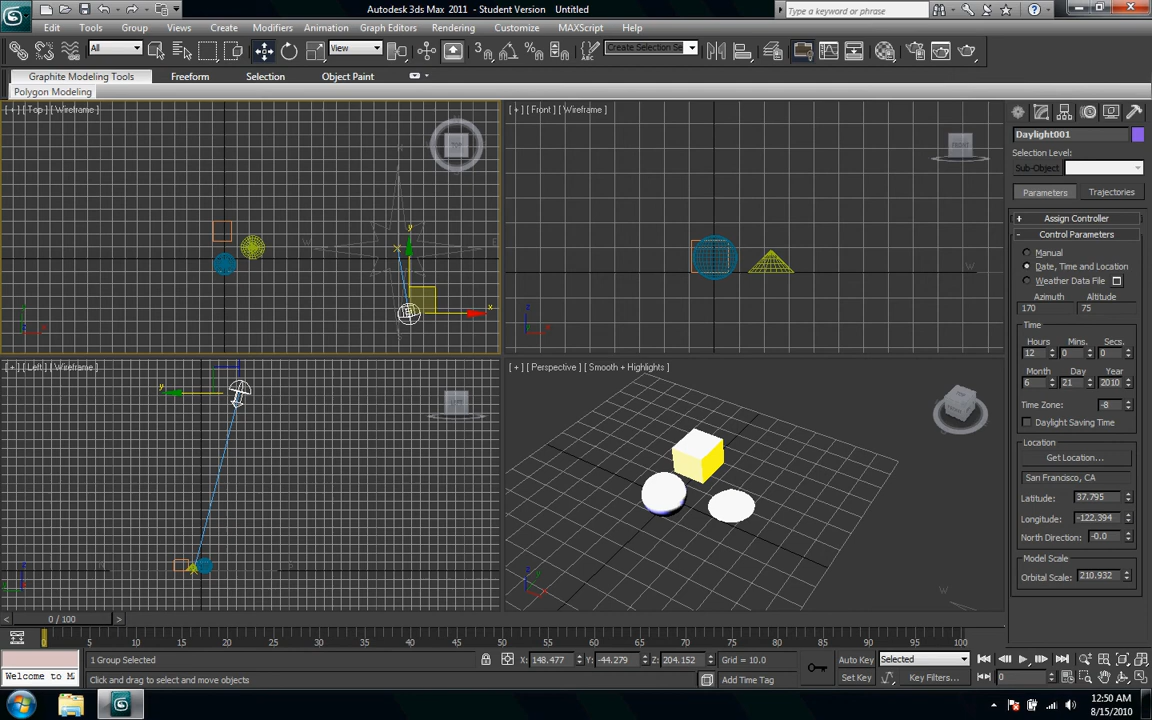 Autodesk 3ds Max 2011 - Student Version Untitled
Type a keyword or phrase
Edit Tools Group Views Create Modifiers Animation Graph Editors Rendering Customize MAXScript Help
All View Create Selection Se
Graphite Modeling Tools Freeform Selection Object Paint
Polygon Modeling
[ + ] [ Top ] [ Wireframe ]
TOP
[ + ] [ Front ] [ Wireframe ]
FRONT
[ + ] [ Left ] [ Wireframe ]
LEFT
[ + ] [ Perspective ] [ Smooth + Highlights ]
Daylight001
Selection Level:
Sub-Object
Parameters Trajectories
+ Assign Controller
- Control Parameters
Manual
Date, Time and Location
Weather Data File
Azimuth Altitude
170 75
Time
Hours Mins. Secs.
12 0 0
Month Day Year
6 21 2010
Time Zone: -8
Daylight Saving Time
Location
Get Location...
San Francisco, CA
Latitude: 37.795
Longitude: -122.394
North Direction: -0.0
Model Scale
Orbital Scale: 210.932
< 0 / 100 >
0 5 10 15 20 25 30 35 40 45 50 55 60 65 70 75 80 85 90 95 100
1 Group Selected
X: 148.477 Y: -44.279 Z: 204.152 Grid = 10.0
Auto Key Selected
Welcome to M
Click and drag to select and move objects
Add Time Tag
Set Key Key Filters... 0
12:50 AM
8/15/2010